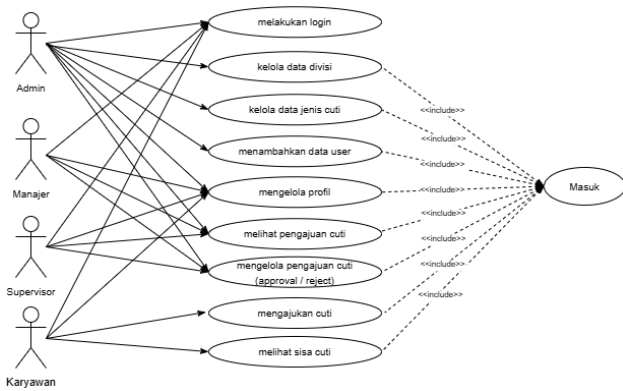 melakukan login
Admin
kelola data divisi
kelola data jenis cuti
<<include>>
<<include>>
menambahkan data user
<<include>>
Manajer
mengelola profil
<<include>>
Masuk
melihat pengajuan cuti
<<include>>
Supervisor
mengelola pengajuan cuti
(approval / reject)
<<include>>
<<include>>
mengajukan cuti
<<include>>
melihat sisa cuti
Karyawan